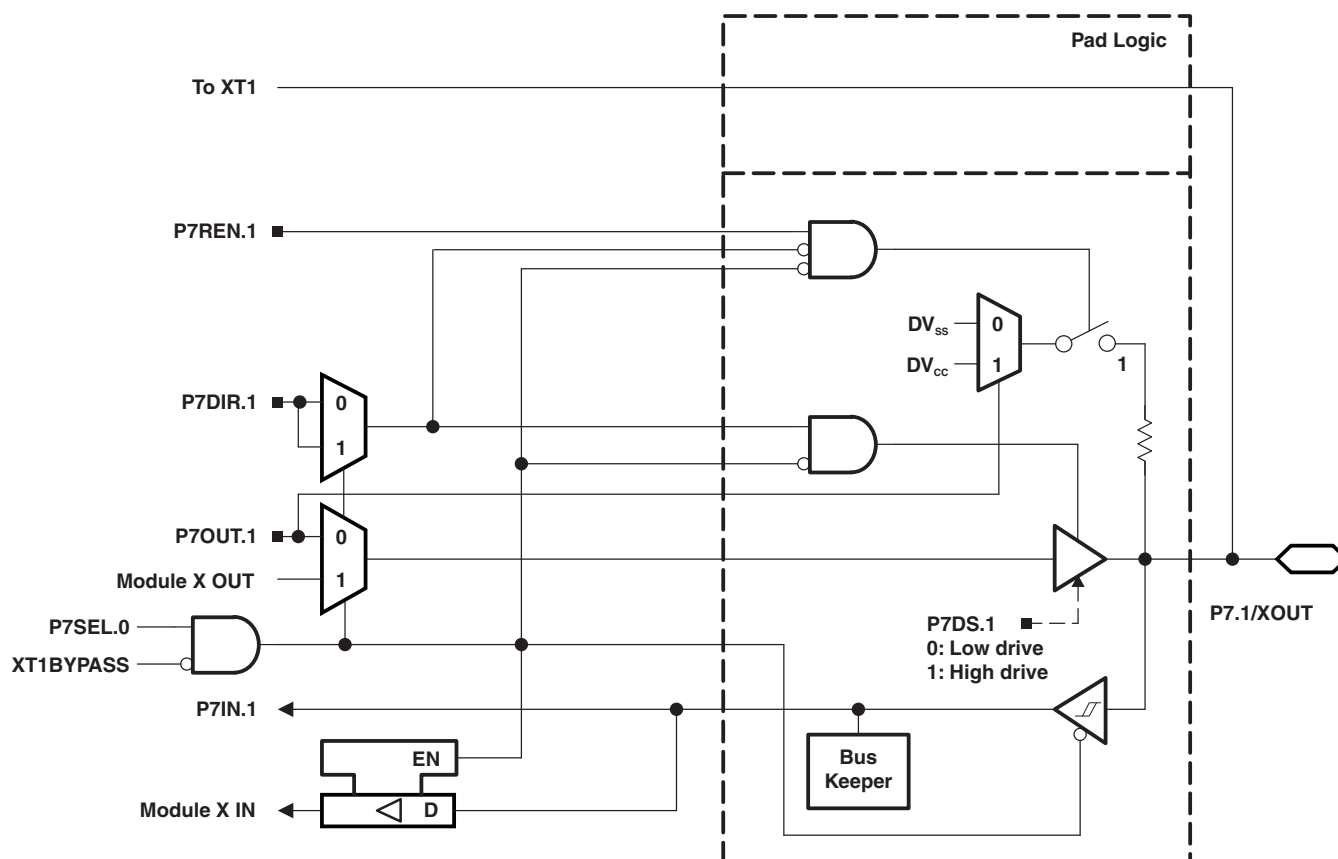 Pad Logic
To XT1
P7REN.1
DVss
0
DVcc
1
1
P7DIR.1
0
1
P7OUT.1
0
Module X OUT
1
P7SEL.0
XT1BYPASS
P7DS.1
0: Low drive
1: High drive
P7.1/XOUT
P7IN.1
EN
Bus
Keeper
Module X IN
D